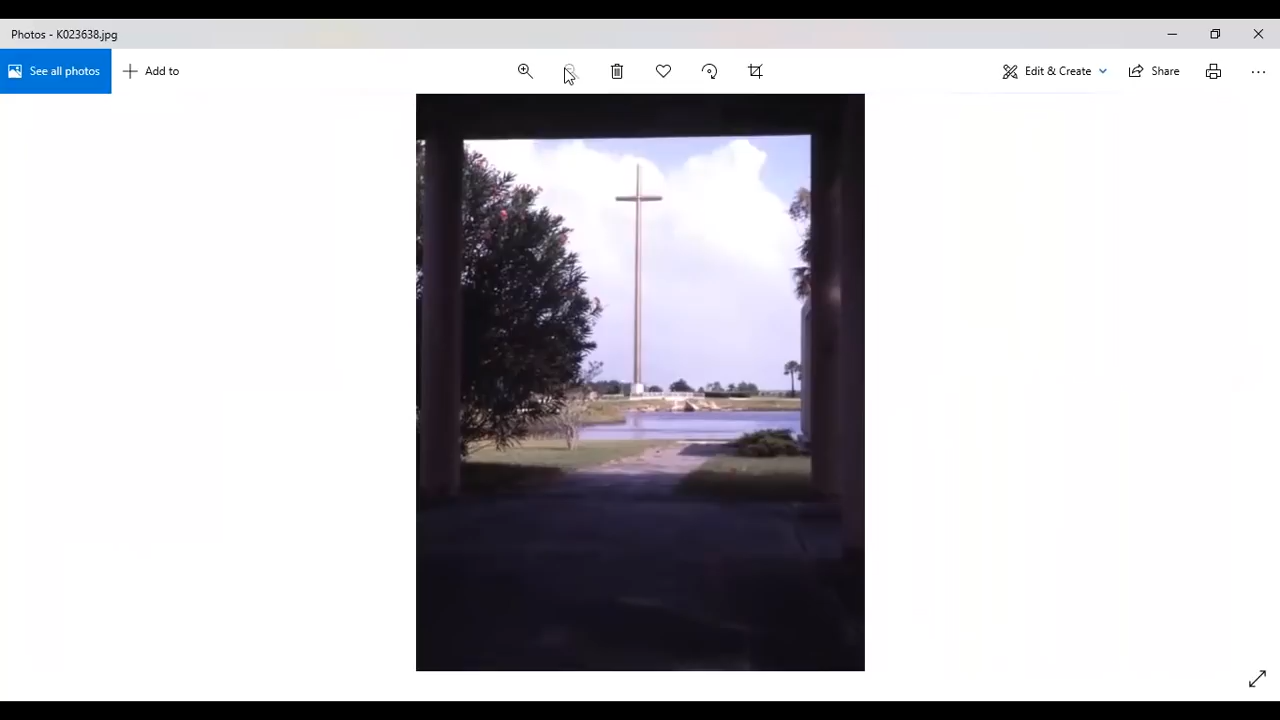 Photos - K023638.jpg
See all photos
Add to
Edit & Create
Share